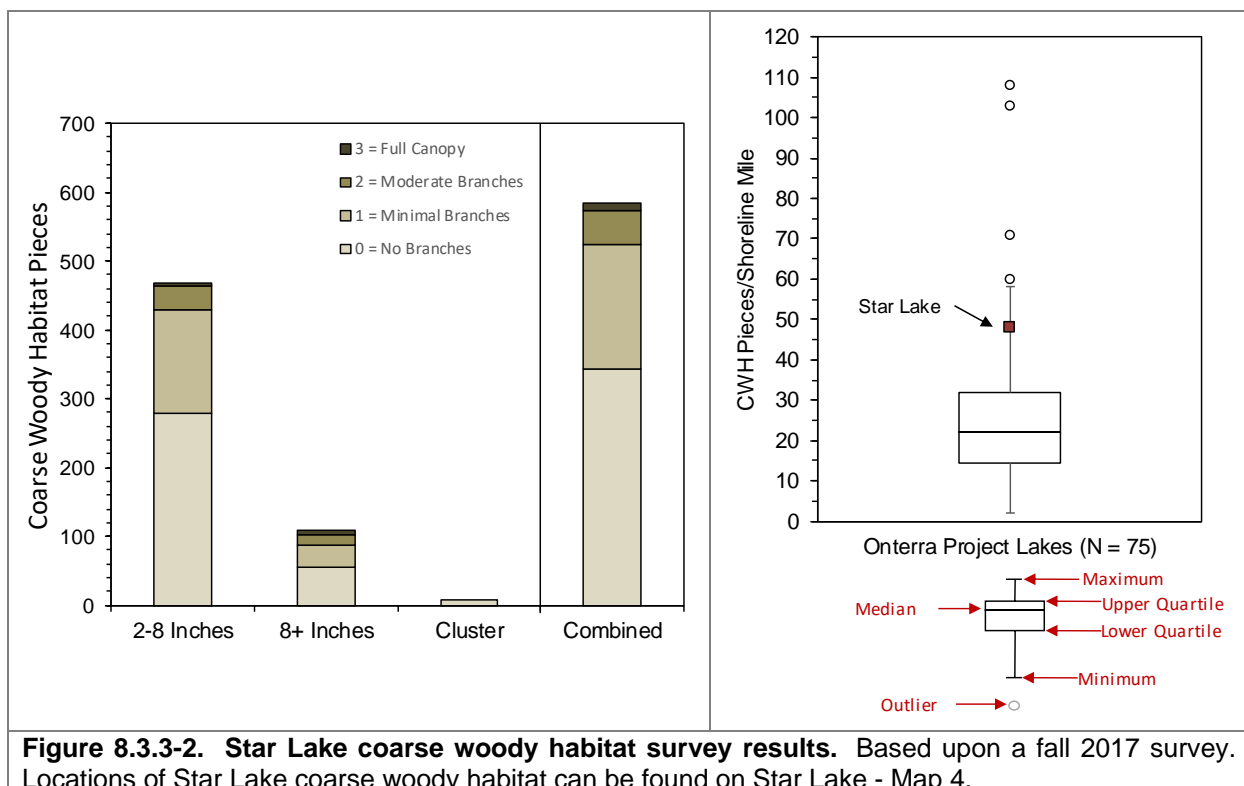 700
600
500
400
300
200
100
0
Coarse Woody Habitat Pieces
3 = Full Canopy
2 = Moderate Branches
1 = Minimal Branches
0 = No Branches
2-8 Inches
8+ Inches
Cluster
Combined
120
110
100
90
80
70
60
50
40
30
20
10
0
CWH Pieces/Shoreline Mile
Star Lake
Onterra Project Lakes (N = 75)
Maximum
Median
Upper Quartile
Lower Quartile
Minimum
Outlier
Figure 8.3.3-2. Star Lake coarse woody habitat survey results. Based upon a fall 2017 survey.
Locations of Star Lake coarse woody habitat can be found on Star Lake - Map 4.